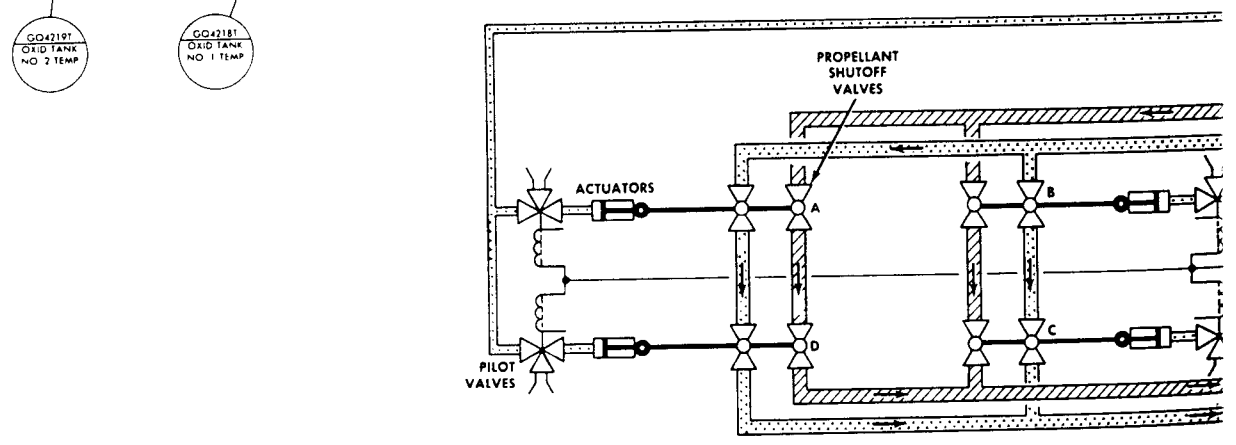 GQ4219T
OXID TANK
NO. 2 TEMP
GQ4218T
OXID TANK
NO. 1 TEMP
PROPELLANT
SHUTOFF
VALVES
ACTUATORS
A
B
C
D
PILOT
VALVES